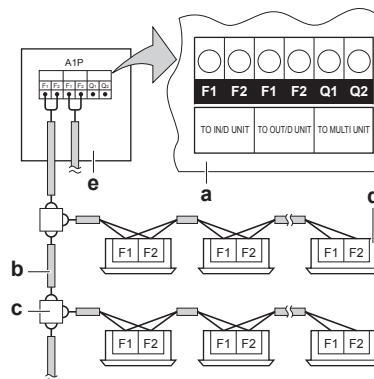 A1P
F1 F2 F1 F2 Q1 Q2
F1 F2 F1 F2 Q1 Q2
TO IN/D UNIT TO OUT/D UNIT TO MULTI UNIT
a
e
d
b
F1 F2 F1 F2 F1 F2
c
F1 F2 F1 F2 F1 F2